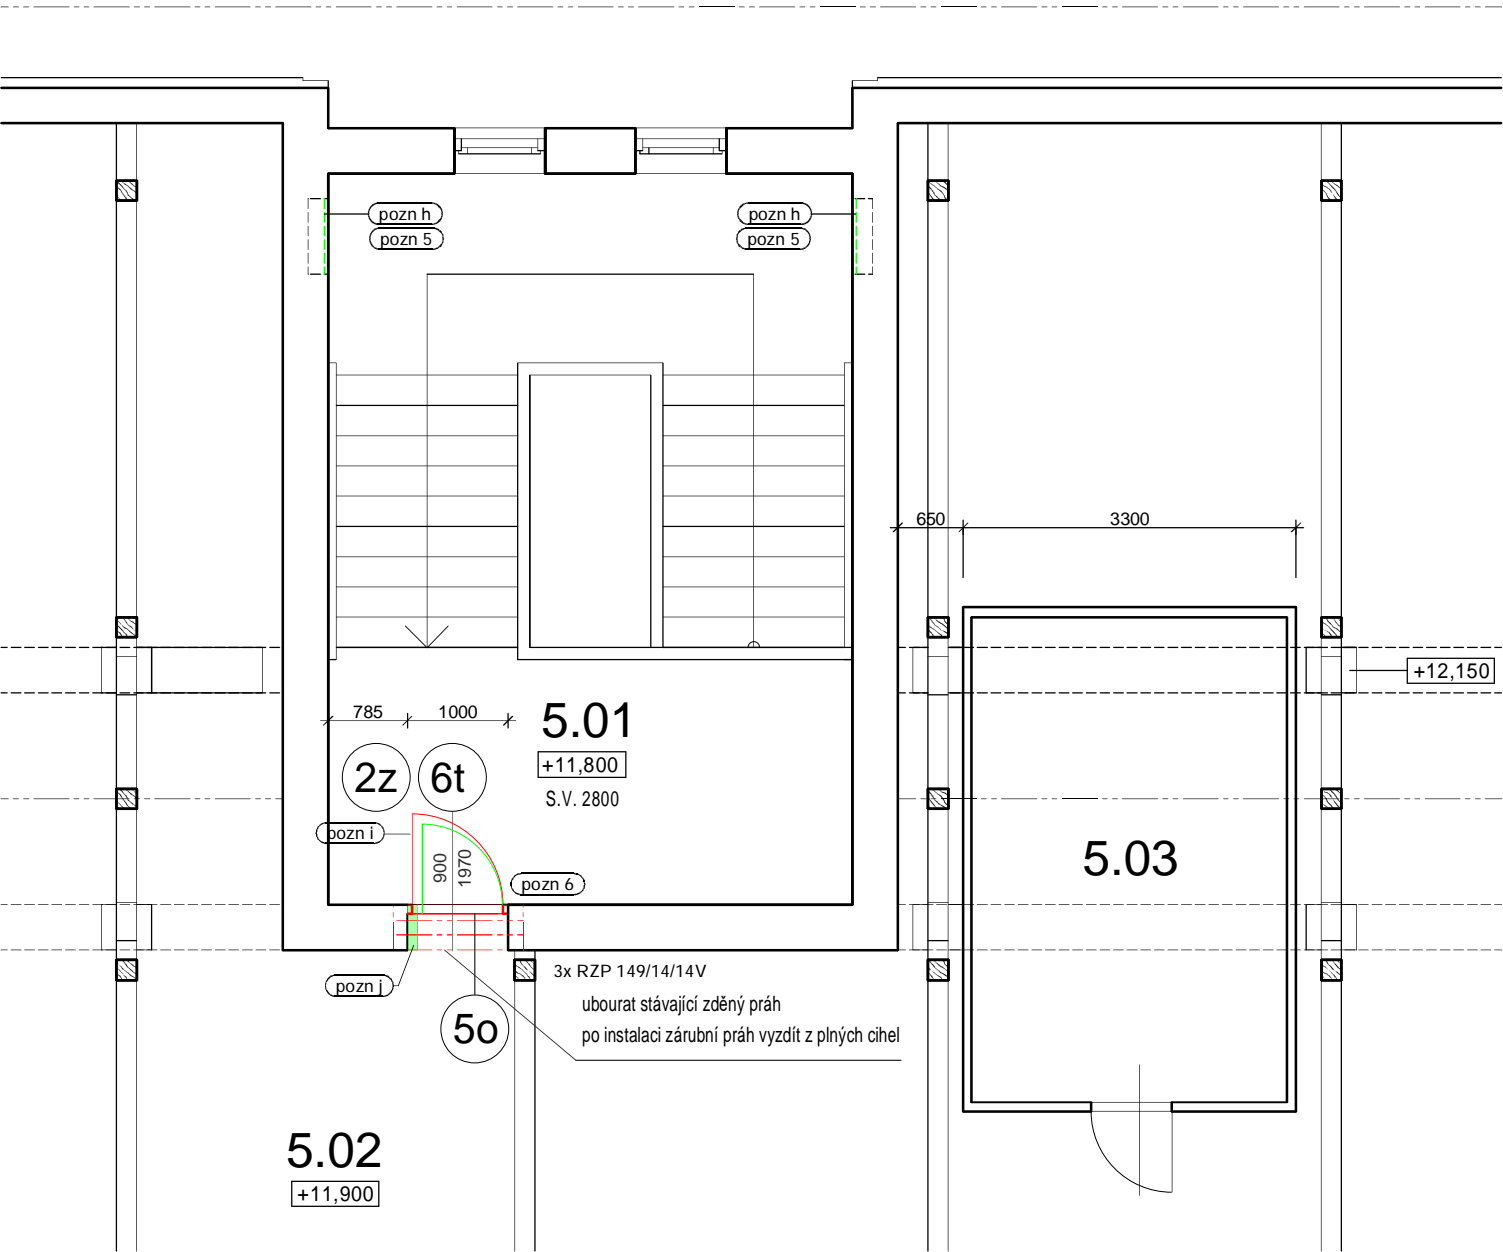 pozn h
pozn 5
pozn h
pozn 5
650
3300
+12,150
785
1000
5.01
+11,800
S.V. 2800
2z
6t
pozn i
900
1970
pozn 6
5.03
3x RZP 149/14/14V
pozn j
ubourat stávající zděný práh
5o
po instalaci zárubní práh vyzdít z plných cihel
5.02
+11,900